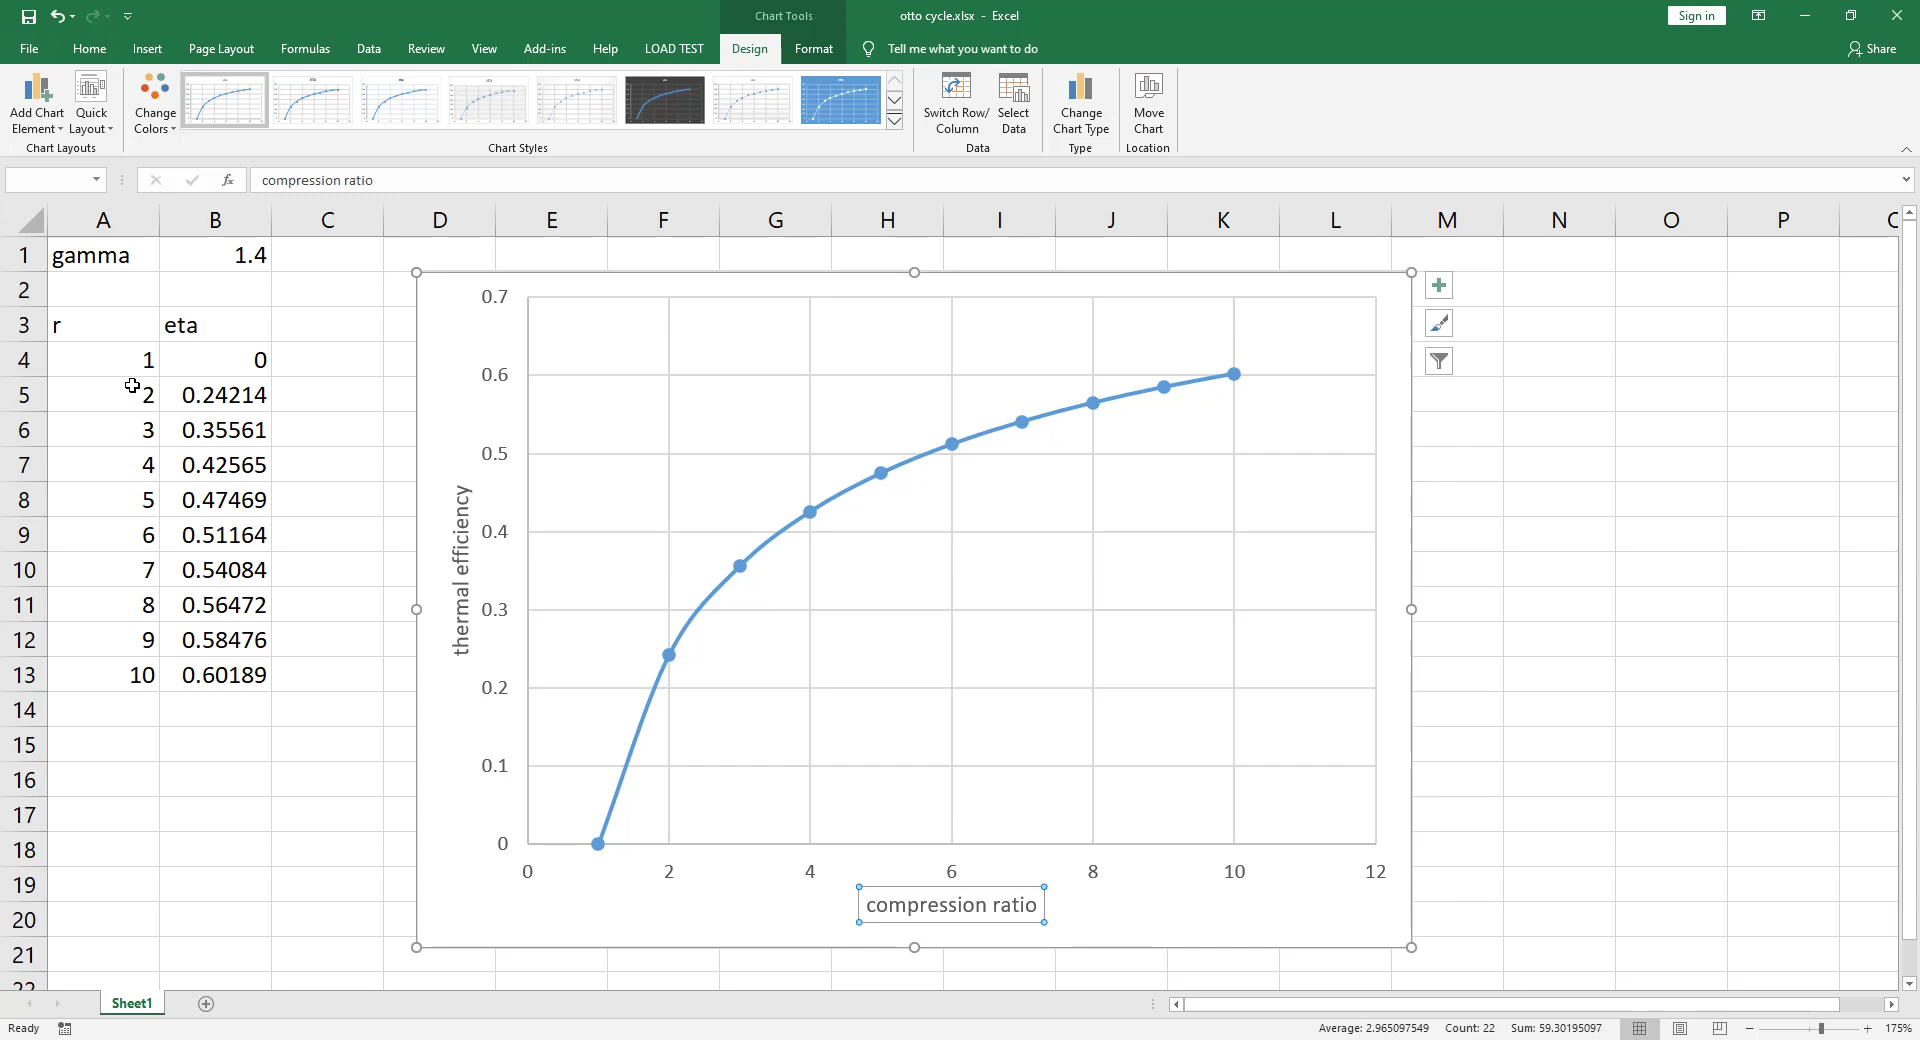 Chart Tools
otto cycle.xlsx - Excel
Sign in
File Home Insert Page Layout Formulas Data Review View Add-ins Help LOAD TEST Design Format Tell me what you want to do Share
Add Chart Element
Quick Layout
Change Colors
Switch Row/ Column
Select Data
Change Chart Type
Move Chart
Chart Layouts Chart Styles Data Type Location
fx compression ratio
A B C D E F G H I J K L M N O P
1 gamma 1.4
2
3 r eta
4 1 0
5 2 0.24214
6 3 0.35561
7 4 0.42565
8 5 0.47469
9 6 0.51164
10 7 0.54084
11 8 0.56472
12 9 0.58476
13 10 0.60189
14
15
16
17
18
19
20
21
22
0.7
0.6
0.5
0.4
0.3
0.2
0.1
0
thermal efficiency
0 2 4 6 8 10 12
compression ratio
Sheet1
Ready
Average: 2.965097549 Count: 22 Sum: 59.30195097
175%